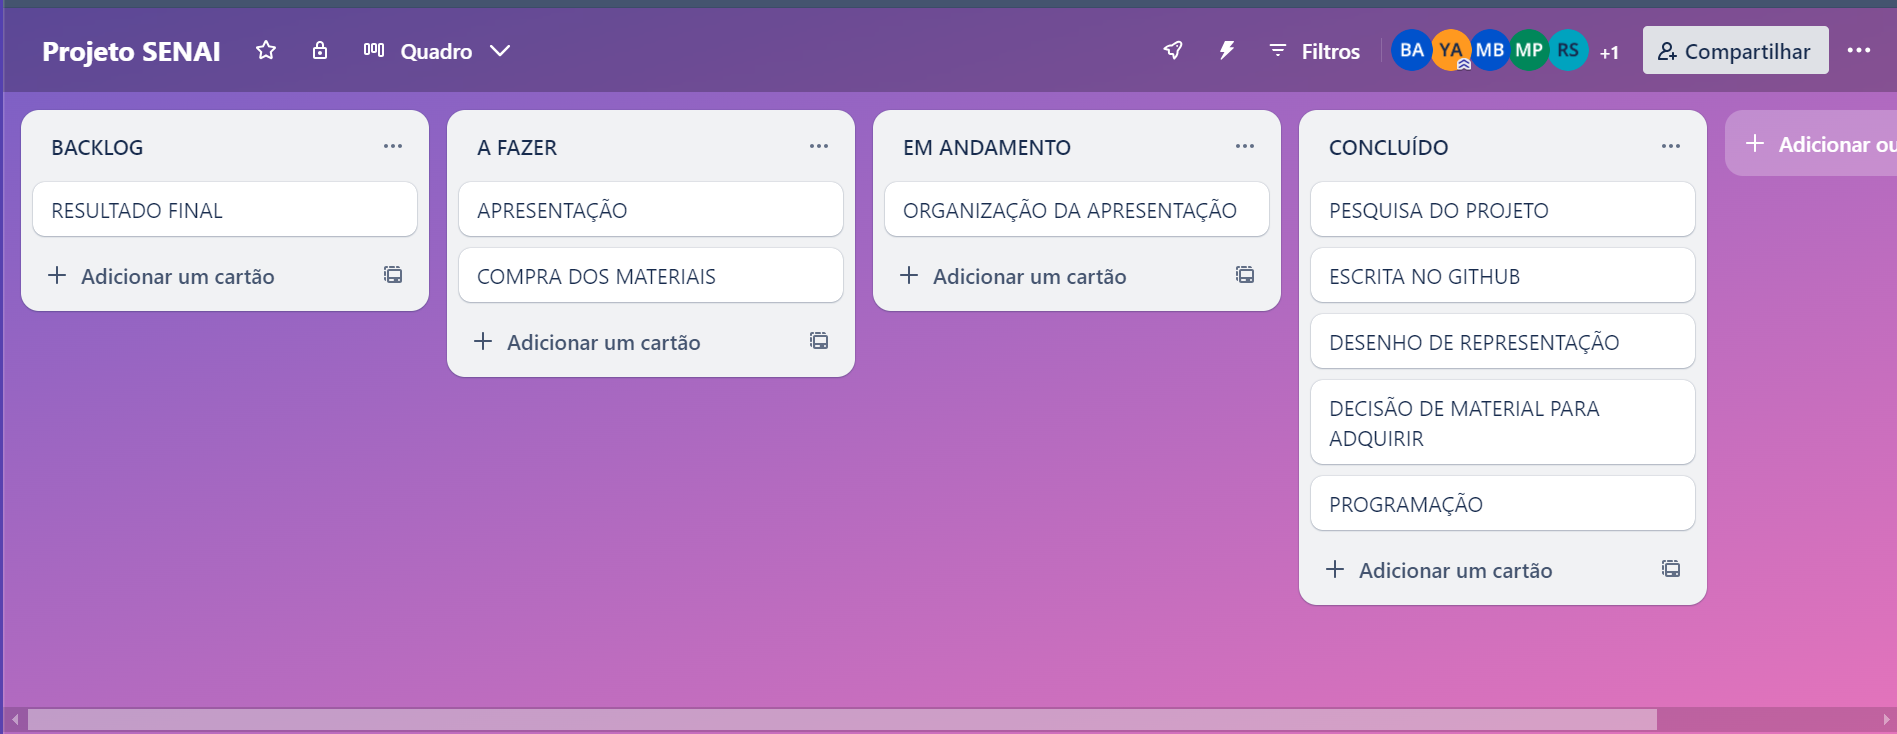 Projeto SENAI
Quadro
Filtros
BA YA MB MP RS +1
Compartilhar
BACKLOG
RESULTADO FINAL
Adicionar um cartão
A FAZER
APRESENTAÇÃO
COMPRA DOS MATERIAIS
Adicionar um cartão
EM ANDAMENTO
ORGANIZAÇÃO DA APRESENTAÇÃO
Adicionar um cartão
CONCLUÍDO
PESQUISA DO PROJETO
ESCRITA NO GITHUB
DESENHO DE REPRESENTAÇÃO
DECISÃO DE MATERIAL PARA
ADQUIRIR
PROGRAMAÇÃO
Adicionar um cartão
Adicionar ou